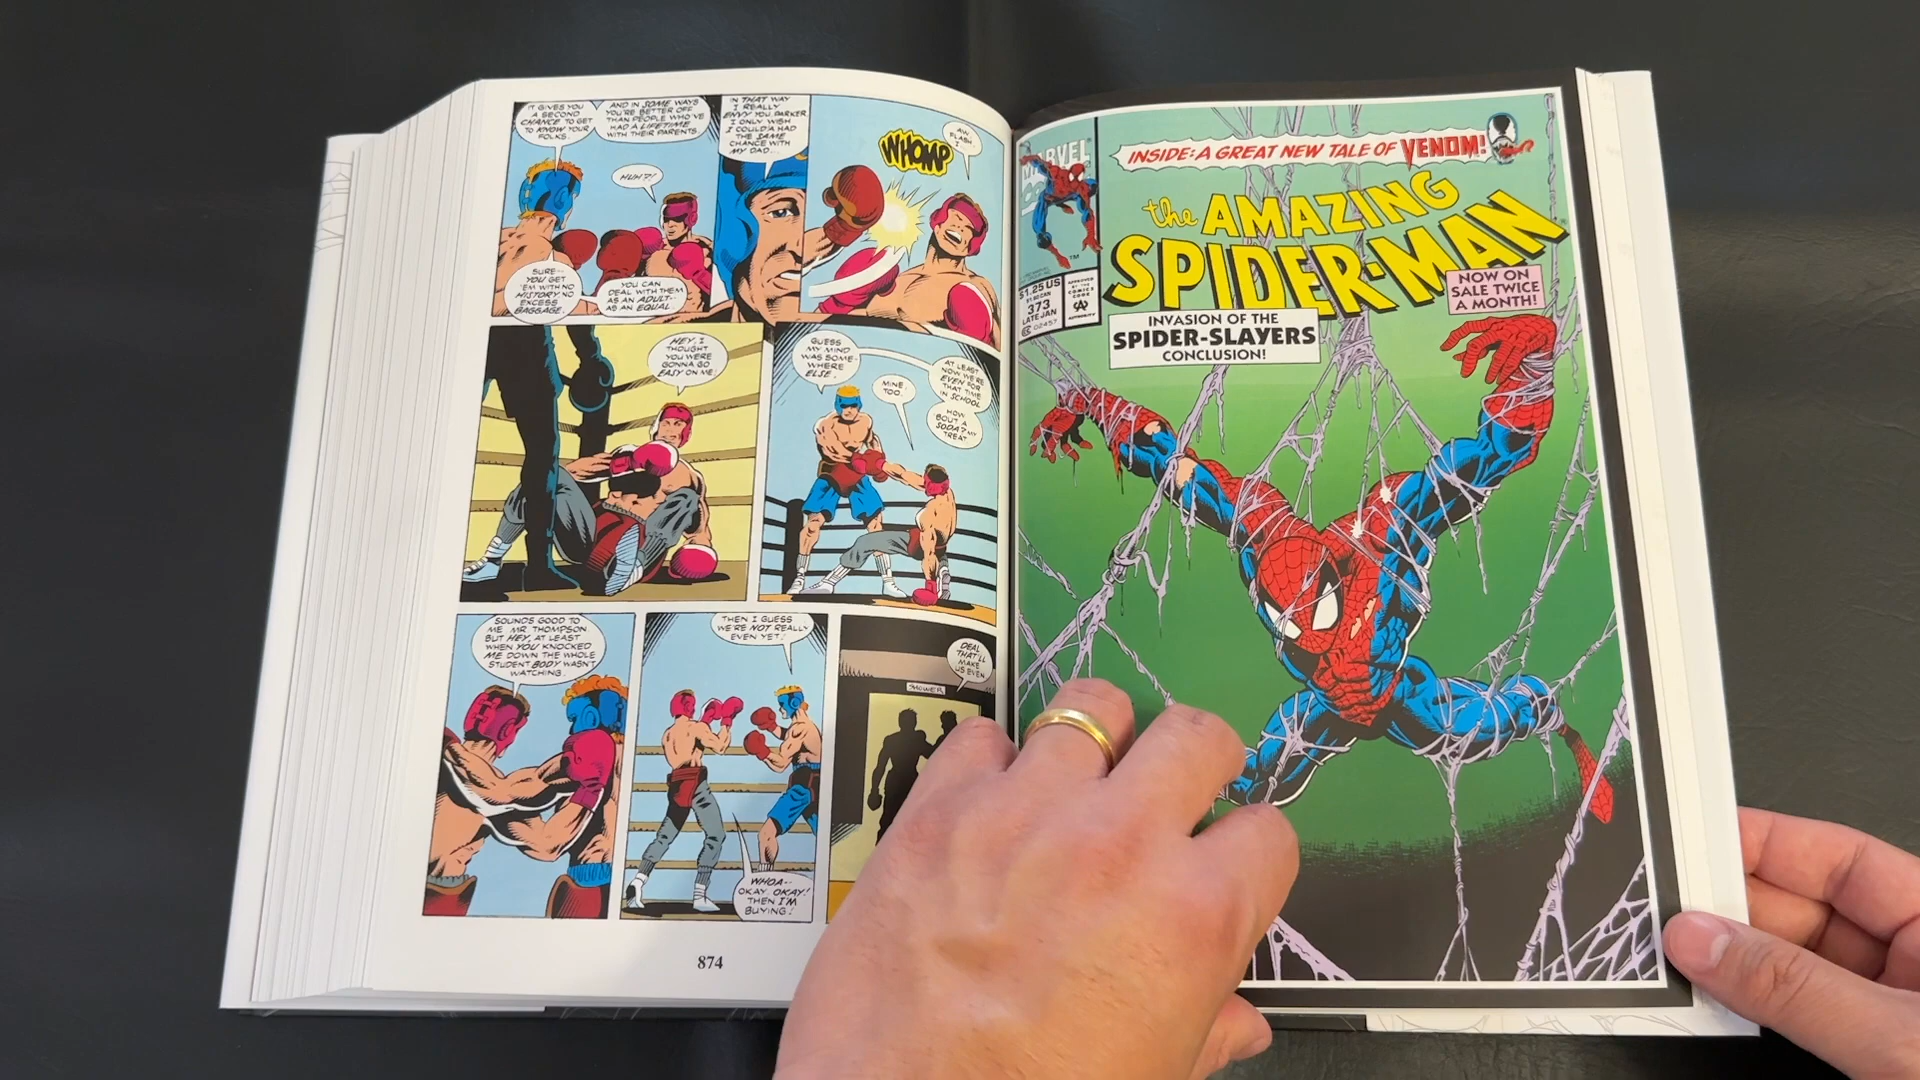 IT GIVES YOU
A SECOND
CHANCE TO GET
TO KNOW YOUR
FOLKS.
AND IN SOME WAYS
YOU'RE BETTER OFF
THAN PEOPLE WHO'VE
HAD A LIFETIME
WITH THEIR PARENTS.
HUH?!
SURE--
YOU GET
'EM WITH NO
HISTORY, NO
EXCESS
BAGGAGE.
YOU CAN
DEAL WITH THEM
AS AN ADULT--
AS AN EQUAL.
IN THAT WAY
I REALLY
ENVY YOU, PARKER.
I ONLY WISH
I COULD'A HAD
THE SAME
CHANCE WITH
MY DAD...
WHOMP
AW
FLASH,
I
HEY, I
THOUGHT
YOU WERE
GONNA GO
EASY ON ME!
GUESS
MY MIND
WAS SOME-
WHERE
ELSE.
MINE,
TOO.
AT LEAST
NOW WE'RE
EVEN FOR
THAT TIME
IN SCHOOL
HOW
'BOUT A
SODA? MY
TREAT
SOUNDS GOOD TO
ME, MR. THOMPSON.
BUT HEY, AT LEAST
WHEN YOU KNOCKED
ME DOWN THE WHOLE
STUDENT BODY WASN'T
WATCHING.
THEN I GUESS
WE'RE NOT REALLY
EVEN YET!
WHOA--
OKAY, OKAY!
THEN I'M
BUYING!
DEAL
THAT'LL
MAKE
US EVEN
SHOWER
874
INSIDE: A GREAT NEW TALE OF VENOM!
MARVEL
the AMAZING
SPIDER-MAN
TM
$1.25 US
373
LATE JAN
02457
APPROVED
BY THE
COMICS
CODE
CA
AUTHORITY
NOW ON
SALE TWICE
A MONTH!
INVASION OF THE
SPIDER-SLAYERS
CONCLUSION!